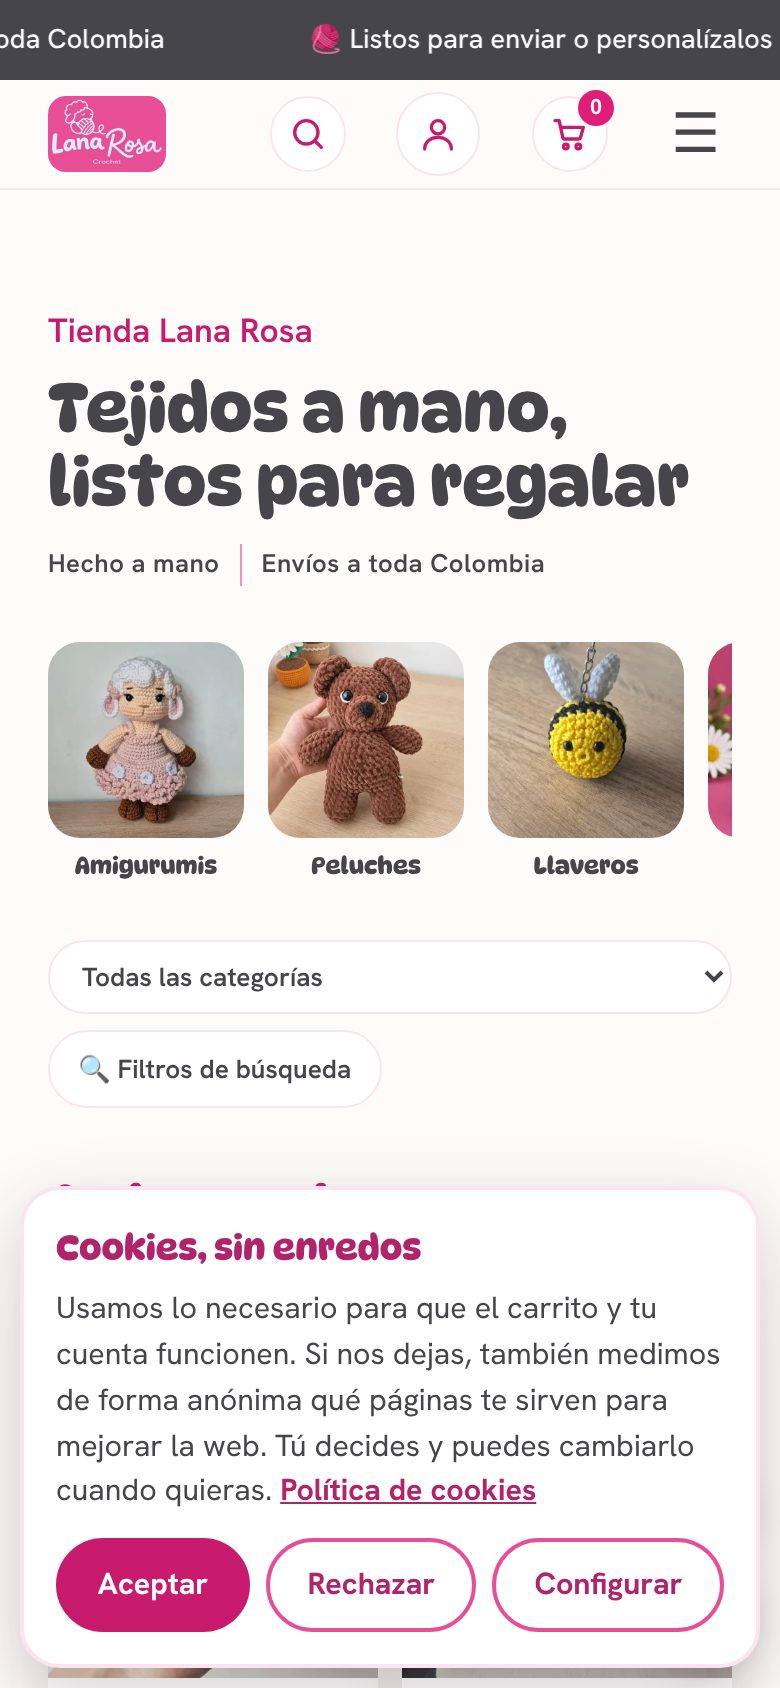 oda Colombia
Listos para enviar o personalízalos
Lana Rosa
Crochet
0
Tienda Lana Rosa
Tejidos a mano,
listos para regalar
Hecho a mano
Envíos a toda Colombia
Amigurumis
Peluches
Llaveros
Todas las categorías
Filtros de búsqueda
Cookies, sin enredos
Usamos lo necesario para que el carrito y tu
cuenta funcionen. Si nos dejas, también medimos
de forma anónima qué páginas te sirven para
mejorar la web. Tú decides y puedes cambiarlo
cuando quieras. Política de cookies
Aceptar
Rechazar
Configurar